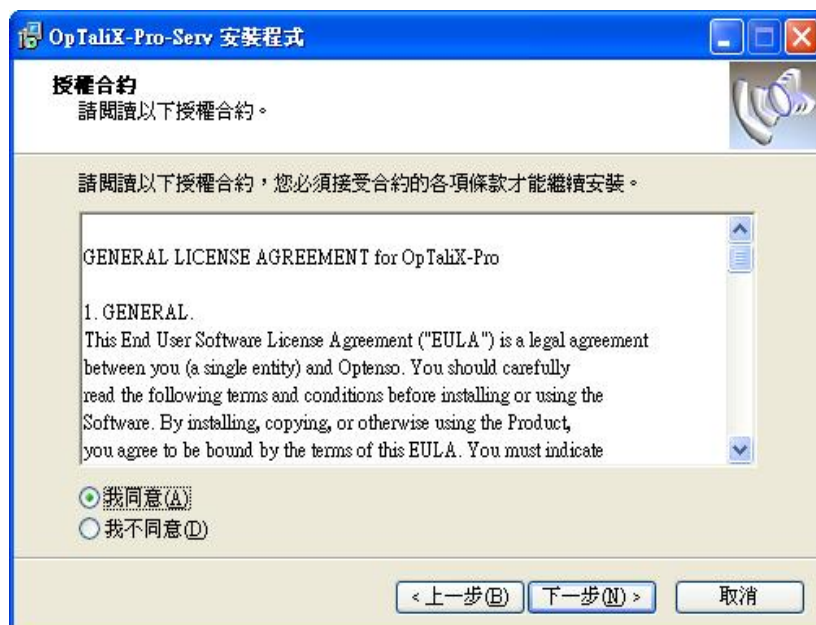 OpTaliX-Pro-Serv 安裝程式
授權合約
請閱讀以下授權合約。
請閱讀以下授權合約，您必須接受合約的各項條款才能繼續安裝。
GENERAL LICENSE AGREEMENT for OpTaliX-Pro
1. GENERAL.
This End User Software License Agreement ("EULA") is a legal agreement
between you (a single entity) and Optenso. You should carefully
read the following terms and conditions before installing or using the
Software. By installing, copying, or otherwise using the Product,
you agree to be bound by the terms of this EULA. You must indicate
我同意(A)
我不同意(D)
<上一步(B) 下一步(N)> 取消